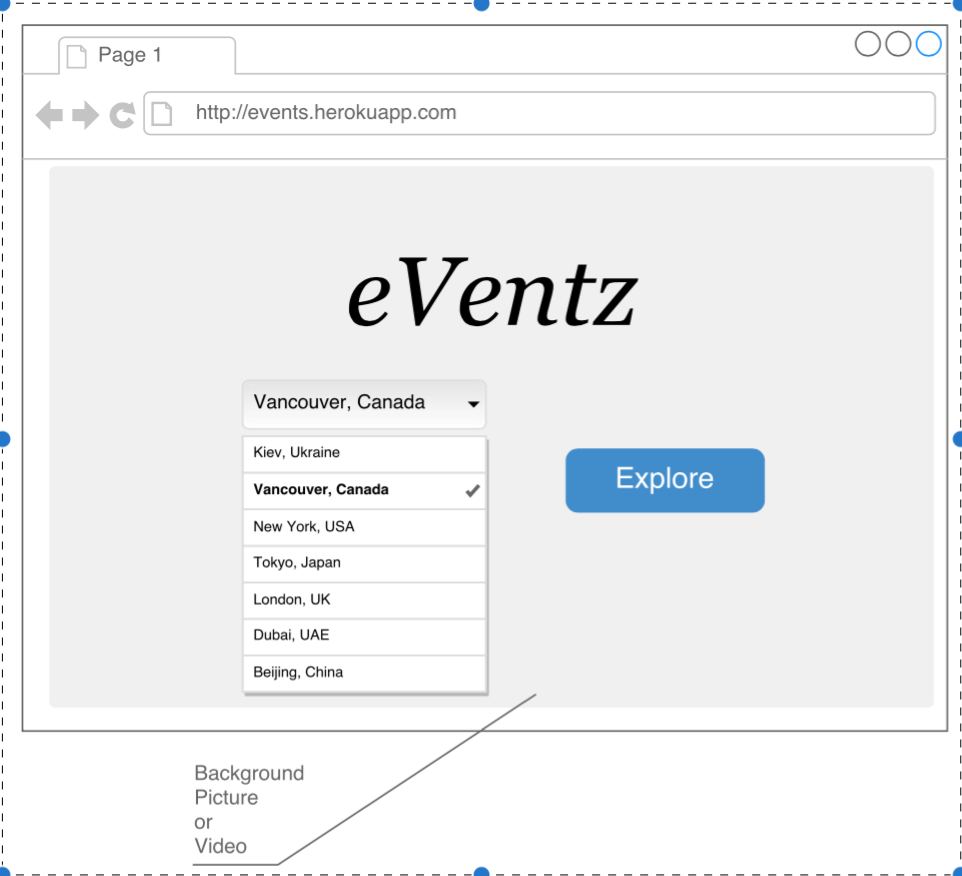 Page 1
http://events.herokuapp.com
eVentz
Vancouver, Canada
Kiev, Ukraine
Vancouver, Canada
New York, USA
Tokyo, Japan
London, UK
Dubai, UAE
Beijing, China
Explore
Background
Picture
or
Video